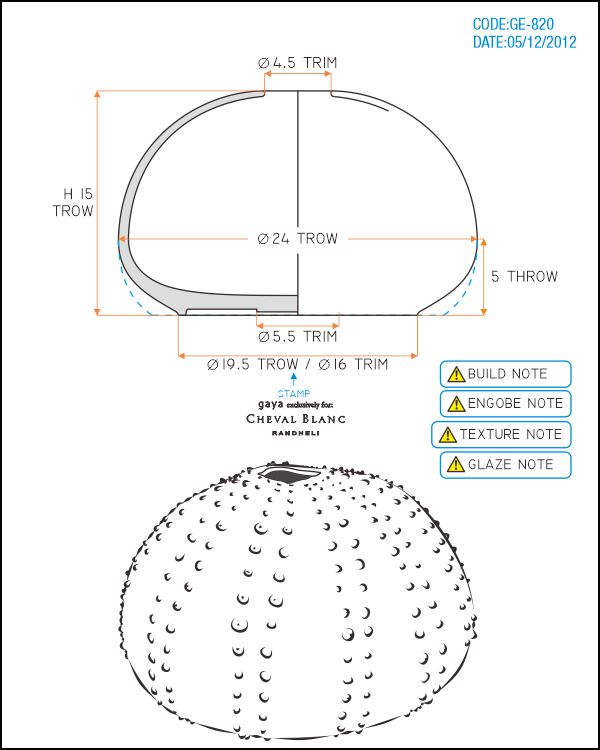 CODE:GE-820
DATE:05/12/2012
Ø4.5 TRIM
H 15
TROW
Ø24 TROW
5 THROW
Ø5.5 TRIM
Ø19.5 TROW / Ø16 TRIM
STAMP
gaya exclusively for:
CHEVAL BLANC
RANDHELI
BUILD NOTE
ENGOBE NOTE
TEXTURE NOTE
GLAZE NOTE